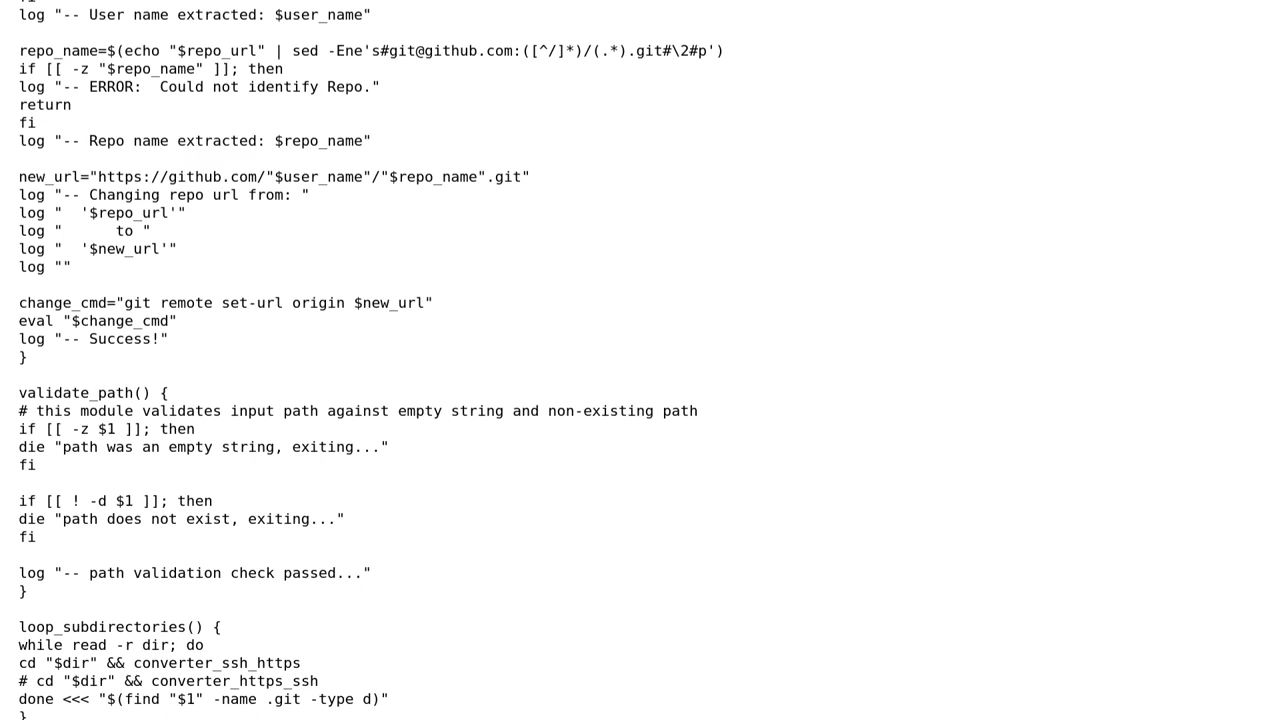 fi
log "-- User name extracted: $user_name"

repo_name=$(echo "$repo_url" | sed -Ene's#git@github.com:([^/]*)/(.*).git#\2#p')
if [[ -z "$repo_name" ]]; then
log "-- ERROR:  Could not identify Repo."
return
fi
log "-- Repo name extracted: $repo_name"

new_url="https://github.com/"$user_name"/"$repo_name".git"
log "-- Changing repo url from: "
log "  '$repo_url'"
log "      to "
log "  '$new_url'"
log ""

change_cmd="git remote set-url origin $new_url"
eval "$change_cmd"
log "-- Success!"
}

validate_path() {
# this module validates input path against empty string and non-existing path
if [[ -z $1 ]]; then
die "path was an empty string, exiting..."
fi

if [[ ! -d $1 ]]; then
die "path does not exist, exiting..."
fi

log "-- path validation check passed..."
}

loop_subdirectories() {
while read -r dir; do
cd "$dir" && converter_ssh_https
# cd "$dir" && converter_https_ssh
done <<< "$(find "$1" -name .git -type d)"
}